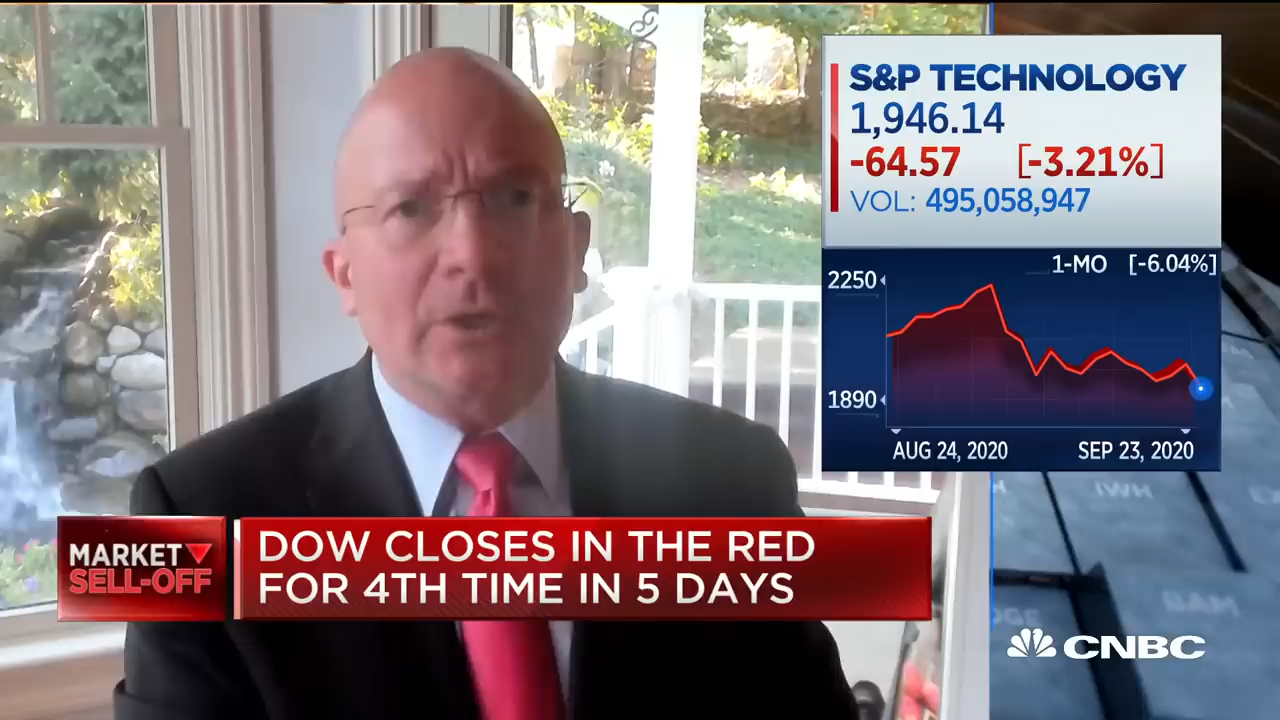 S&P TECHNOLOGY
1,946.14
-64.57 [-3.21%]
VOL: 495,058,947
1-MO [-6.04%]
2250
1890
AUG 24, 2020 SEP 23, 2020
MARKET
SELL-OFF
DOW CLOSES IN THE RED
FOR 4TH TIME IN 5 DAYS
IWH
BAM
CNBC